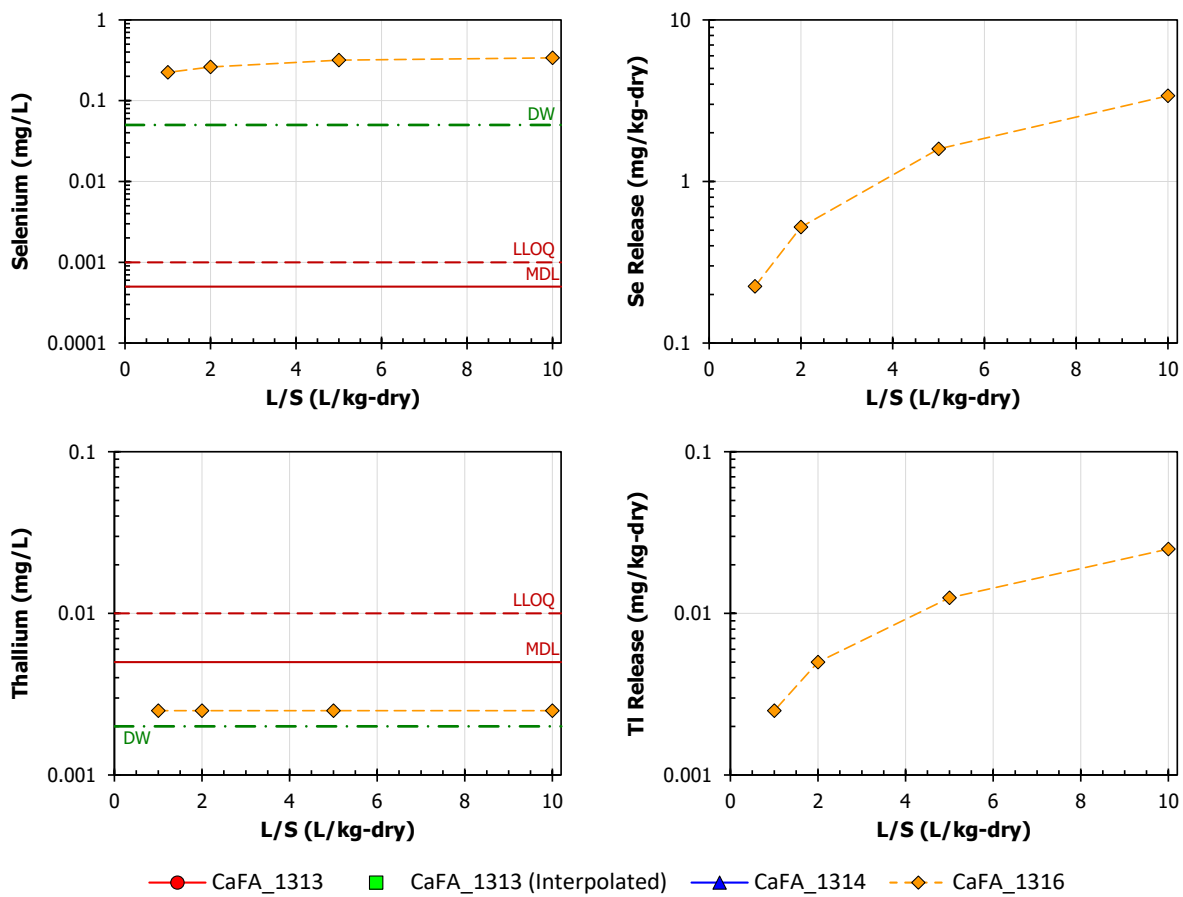 Selenium (mg/L)
1
0.1
0.01
0.001
0.0001
DW
LLOQ
MDL
0 2 4 6 8 10
L/S (L/kg-dry)
Se Release (mg/kg-dry)
10
1
0.1
0 2 4 6 8 10
L/S (L/kg-dry)
Thallium (mg/L)
0.1
0.01
0.001
LLOQ
MDL
DW
0 2 4 6 8 10
L/S (L/kg-dry)
Tl Release (mg/kg-dry)
0.1
0.01
0.001
0 2 4 6 8 10
L/S (L/kg-dry)
CaFA_1313 CaFA_1313 (Interpolated) CaFA_1314 CaFA_1316